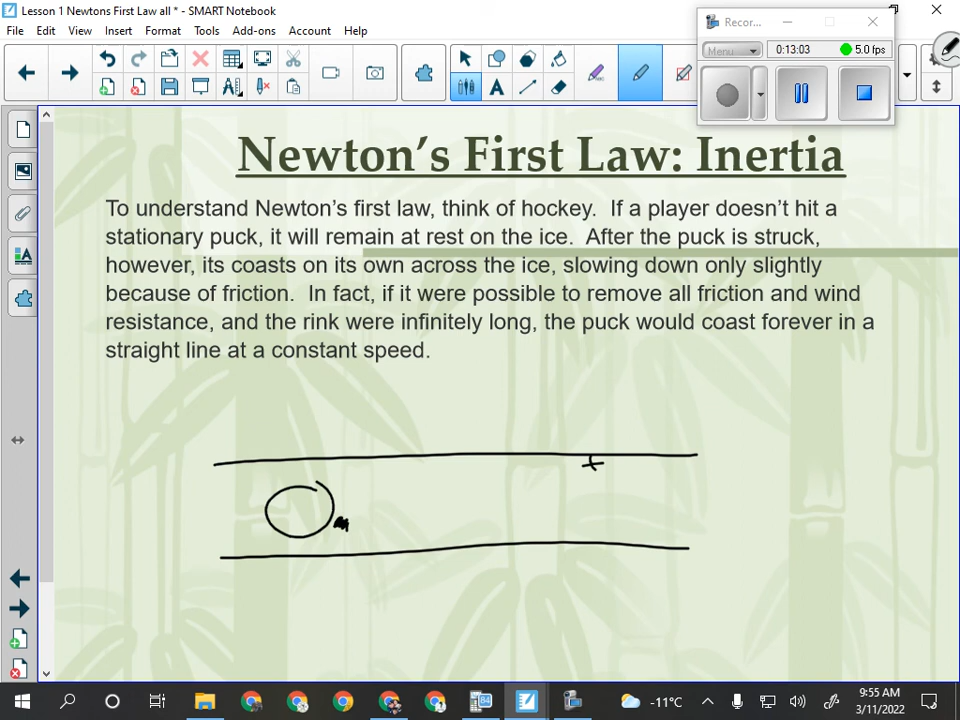 Lesson 1 Newtons First Law all * - SMART Notebook
File Edit View Insert Format Tools Add-ons Account Help
Recor...
Menu 0:13:03 5.0 fps
Newton's First Law: Inertia
To understand Newton's first law, think of hockey. If a player doesn't hit a
stationary puck, it will remain at rest on the ice. After the puck is struck,
however, its coasts on its own across the ice, slowing down only slightly
because of friction. In fact, if it were possible to remove all friction and wind
resistance, and the rink were infinitely long, the puck would coast forever in a
straight line at a constant speed.
-11°C
9:55 AM
3/11/2022